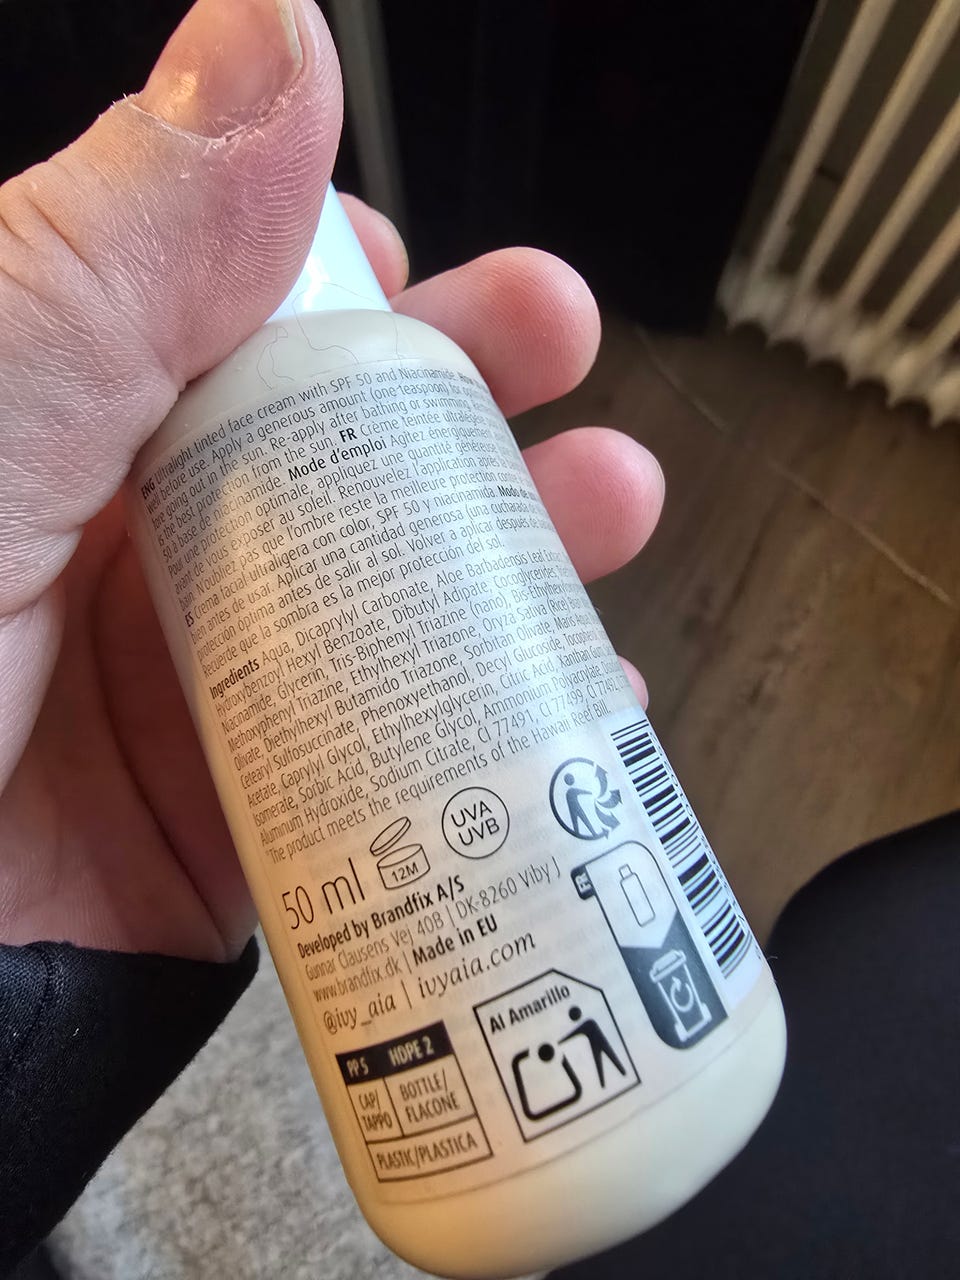 ENG Ultralight tinted face cream with SPF 50 and Niacinamide.
well before use. Apply a generous amount (one teaspoon) for
fore going out in the sun. Re-apply after bathing or swimming.
is the best protection from the sun. FR Crème teintée ultralégère
50 à base de niacinamide. Mode d'emploi Agitez énergiquement
Pour une protection optimale, appliquez une quantité généreuse
avant de vous exposer au soleil. Renouvelez l'application après
bain. N'oubliez pas que l'ombre reste la meilleure protection contre
ES Crema facial ultraligera con color, SPF 50 y niacinamida. Modo de
bien antes de usar. Aplicar una cantidad generosa (una cucharada
protección óptima antes de salir al sol. Volver a aplicar después de
Recuerde que la sombra es la mejor protección del sol.
Ingredients Aqua, Dicaprylyl Carbonate, Aloe Barbadensis Leaf Extract,
Hydroxybenzoyl Hexyl Benzoate, Dibutyl Adipate, Cocoglycerides,
Niacinamide, Glycerin, Tris-Biphenyl Triazine (nano), Bis-Ethylhexyl
Methoxyphenyl Triazine, Ethylhexyl Triazone, Oryza Sativa (Rice)
Olivate, Diethylhexyl Butamido Triazone, Sorbitan Olivate, Maris Aqua,
Cetearyl Sulfosuccinate, Phenoxyethanol, Decyl Glucoside, Tocopheryl
Acetate, Caprylyl Glycol, Ethylhexylglycerin, Citric Acid, Xanthan Gum,
Isomerate, Sorbic Acid, Butylene Glycol, Ammonium Polyacrylate,
Aluminum Hydroxide, Sodium Citrate, CI 77491, CI 77499, CI 77492,
*The product meets the requirements of the Hawaii Reef Bill.
50 ml
12M
UVA
UVB
Developed by Brandfix A/S
Gunnar Clausens Vej 40B | DK-8260 Viby J
www.brandfix.dk | Made in EU
@ivy_aia | ivyaia.com
FR
PP 5 HDPE 2
CAP/
TAPPO
BOTTLE/
FLACONE
PLASTIC/PLASTICA
Al Amarillo